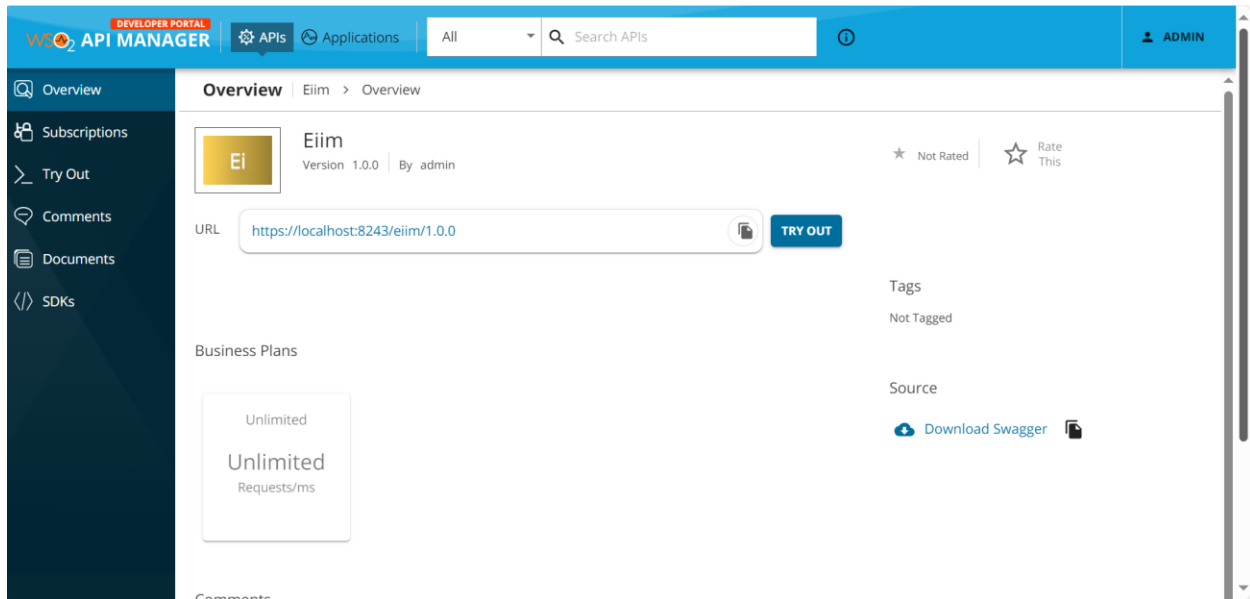 DEVELOPER PORTAL
WSO2 API MANAGER
APIs
Applications
All
Search APIs
ADMIN
Overview
Subscriptions
Try Out
Comments
Documents
SDKs
Overview Eiim > Overview
Ei
Eiim
Version 1.0.0 By admin
Not Rated
Rate This
URL https://localhost:8243/eiim/1.0.0 TRY OUT
Tags
Not Tagged
Business Plans
Unlimited
Unlimited
Requests/ms
Source
Download Swagger
Comments